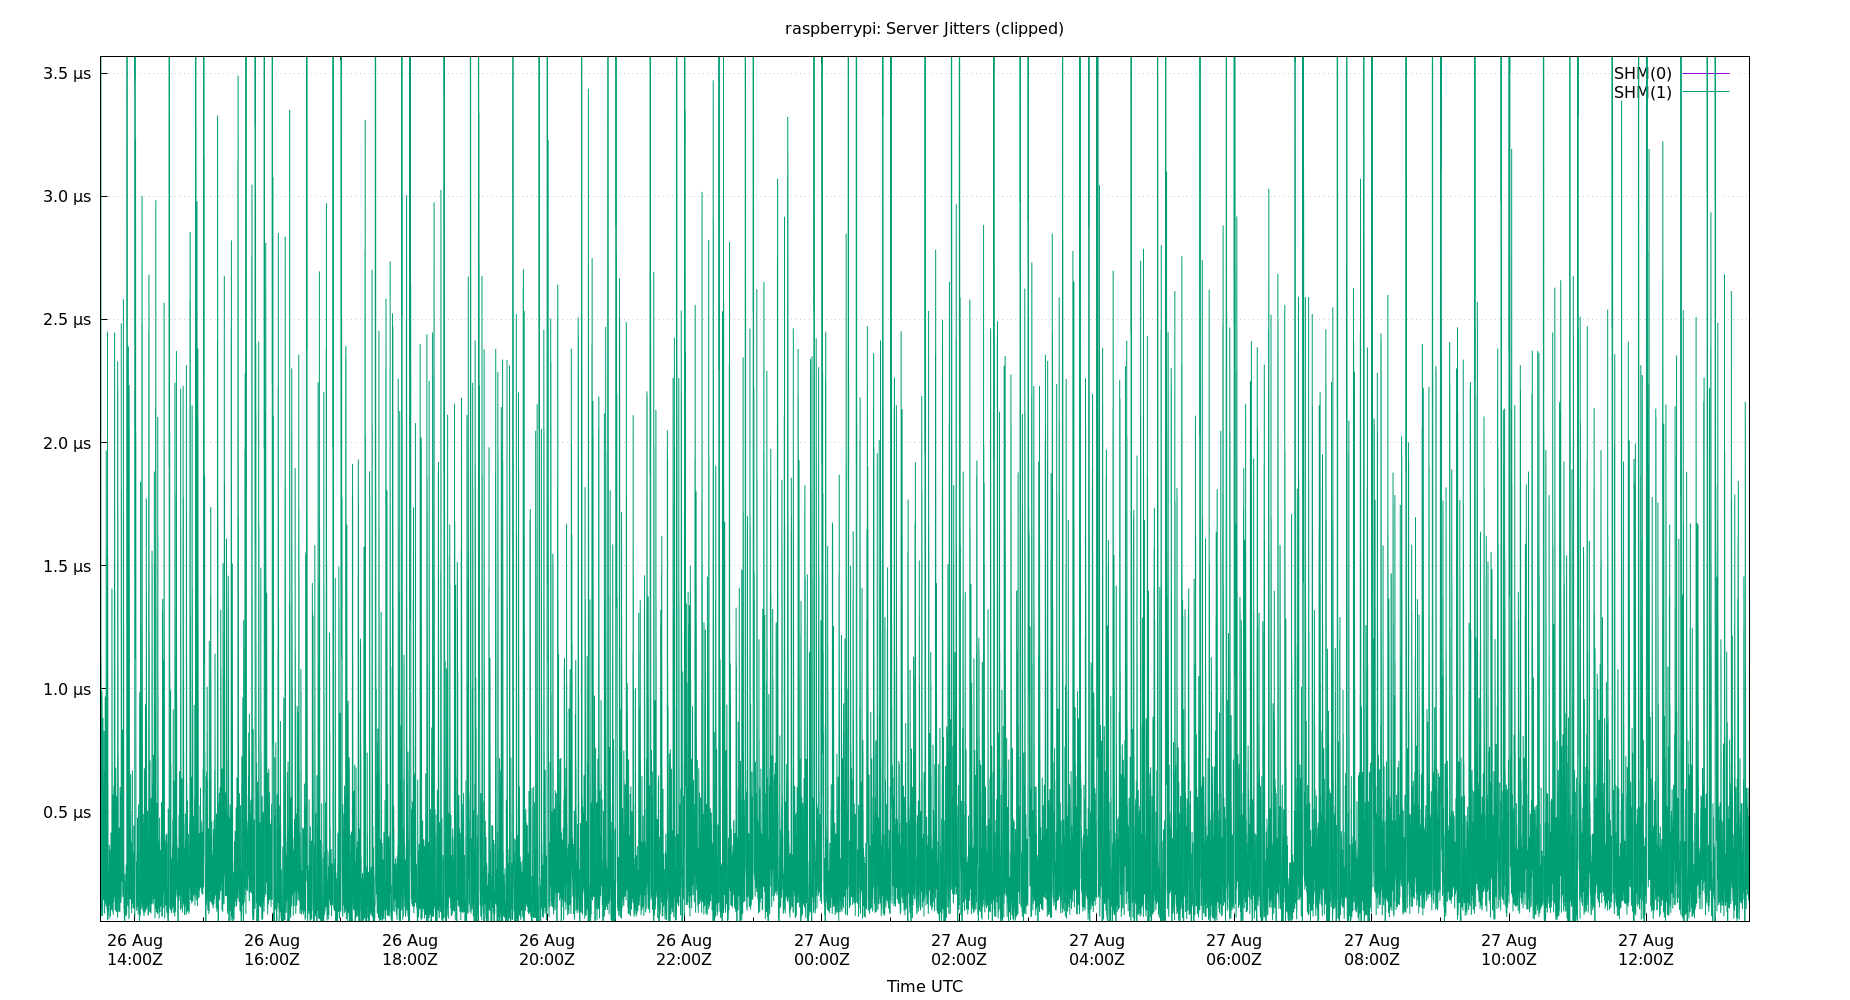 raspberrypi: Server Jitters (clipped)
3.5 µs
3.0 µs
2.5 µs
2.0 µs
1.5 µs
1.0 µs
0.5 µs
SHM(0)
SHM(1)
26 Aug 26 Aug 26 Aug 26 Aug 26 Aug 27 Aug 27 Aug 27 Aug 27 Aug 27 Aug 27 Aug 27 Aug
14:00Z 16:00Z 18:00Z 20:00Z 22:00Z 00:00Z 02:00Z 04:00Z 06:00Z 08:00Z 10:00Z 12:00Z
Time UTC